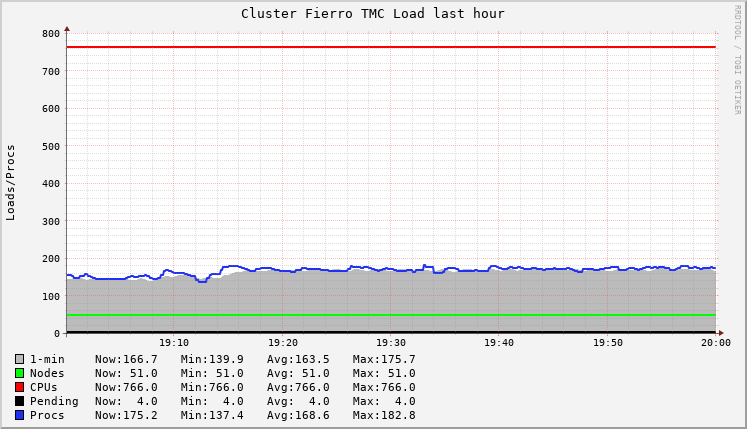 Cluster Fierro TMC Load last hour
RRDTOOL / TOBI OETIKER
Loads/Procs
800
700
600
500
400
300
200
100
0
19:10 19:20 19:30 19:40 19:50 20:00
1-min Now:166.7 Min:139.9 Avg:163.5 Max:175.7
Nodes Now: 51.0 Min: 51.0 Avg: 51.0 Max: 51.0
CPUs Now:766.0 Min:766.0 Avg:766.0 Max:766.0
Pending Now: 4.0 Min: 4.0 Avg: 4.0 Max: 4.0
Procs Now:175.2 Min:137.4 Avg:168.6 Max:182.8